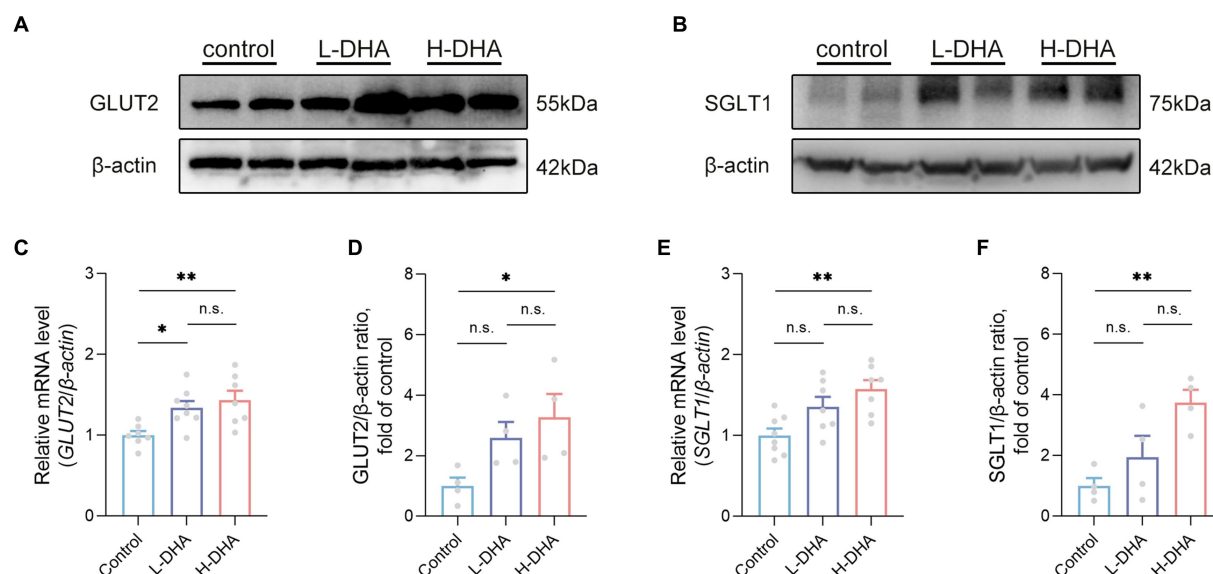 A
control L-DHA H-DHA
GLUT2 55kDa
β-actin 42kDa
B
control L-DHA H-DHA
SGLT1 75kDa
β-actin 42kDa
C
Relative mRNA level
(GLUT2/β-actin)
3
2
1
0
**
n.s.
*
Control L-DHA H-DHA
D
GLUT2/β-actin ratio,
fold of control
8
6
4
2
0
*
n.s.
n.s.
Control L-DHA H-DHA
E
Relative mRNA level
(SGLT1/β-actin)
3
2
1
0
**
n.s.
n.s.
Control L-DHA H-DHA
F
SGLT1/β-actin ratio,
fold of control
8
6
4
2
0
**
n.s.
n.s.
Control L-DHA H-DHA